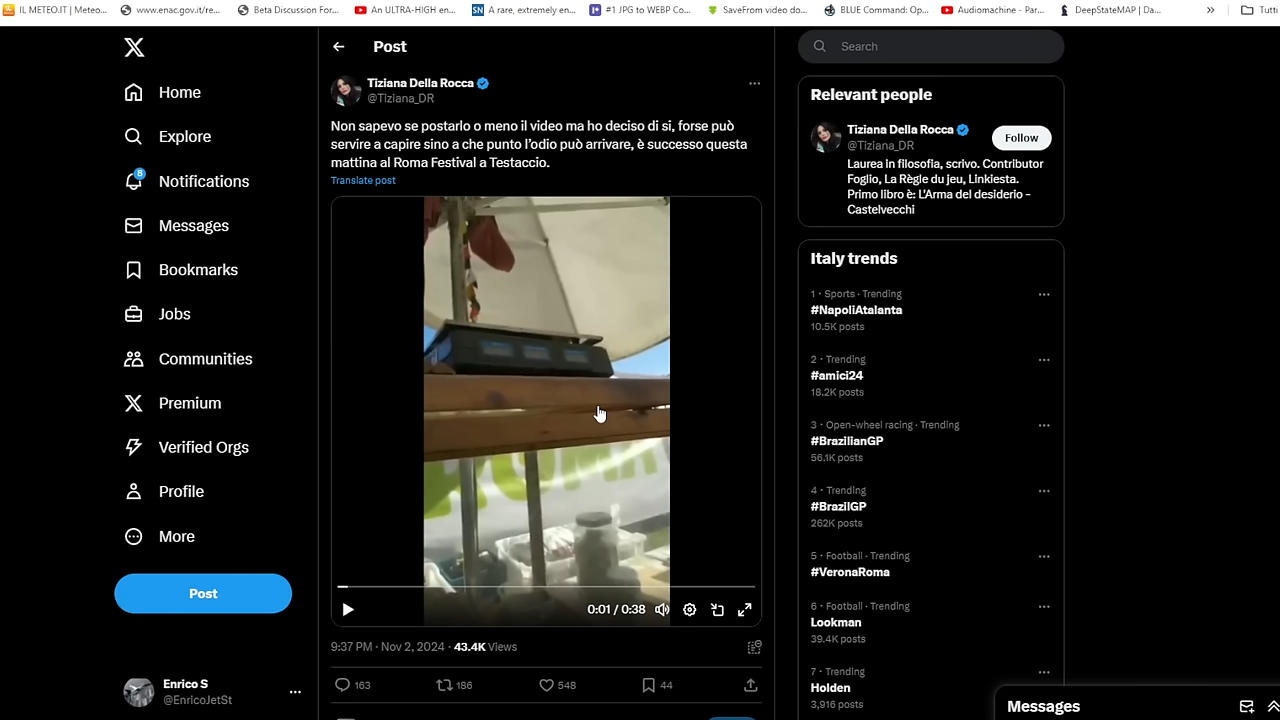 IL METEO.IT | Meteo...
www.enac.gov.it/re...
Beta Discussion For...
An ULTRA-HIGH en...
A rare, extremely en...
#1 JPG to WEBP Co...
SaveFrom video do...
BLUE Command: Op...
Audiomachine - Par...
DeepStateMAP | Da...
»
Tutti
X
Home
Explore
8
Notifications
Messages
Bookmarks
Jobs
Communities
Premium
Verified Orgs
Profile
More
Post
Enrico S
@EnricoJetSt
Post
Tiziana Della Rocca
@Tiziana_DR
Non sapevo se postarlo o meno il video ma ho deciso di si, forse può
servire a capire sino a che punto l'odio può arrivare, è successo questa
mattina al Roma Festival a Testaccio.
Translate post
0:01 / 0:38
9:37 PM · Nov 2, 2024 · 43.4K Views
163 186 548 44
Search
Relevant people
Tiziana Della Rocca
@Tiziana_DR
Follow
Laurea in filosofia, scrivo. Contributor
Foglio, La Règle du jeu, Linkiesta.
Primo libro è: L'Arma del desiderio -
Castelvecchi
Italy trends
1 · Sports · Trending
#NapoliAtalanta
10.5K posts
2 · Trending
#amici24
18.2K posts
3 · Open-wheel racing · Trending
#BrazilianGP
56.1K posts
4 · Trending
#BrazilGP
262K posts
5 · Football · Trending
#VeronaRoma
6 · Football · Trending
Lookman
39.4K posts
7 · Trending
Holden
3,916 posts
Messages